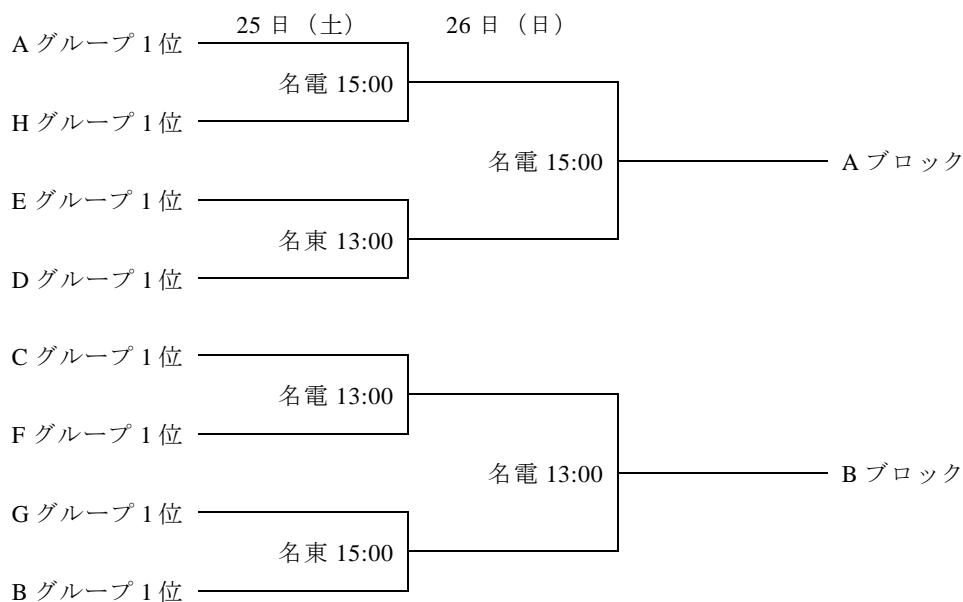 25 日 （土） 26 日 （日）
A グループ 1 位
名電 15:00
H グループ 1 位
名電 15:00
A ブロック
E グループ 1 位
名東 13:00
D グループ 1 位
C グループ 1 位
名電 13:00
F グループ 1 位
名電 13:00
B ブロック
G グループ 1 位
名東 15:00
B グループ 1 位